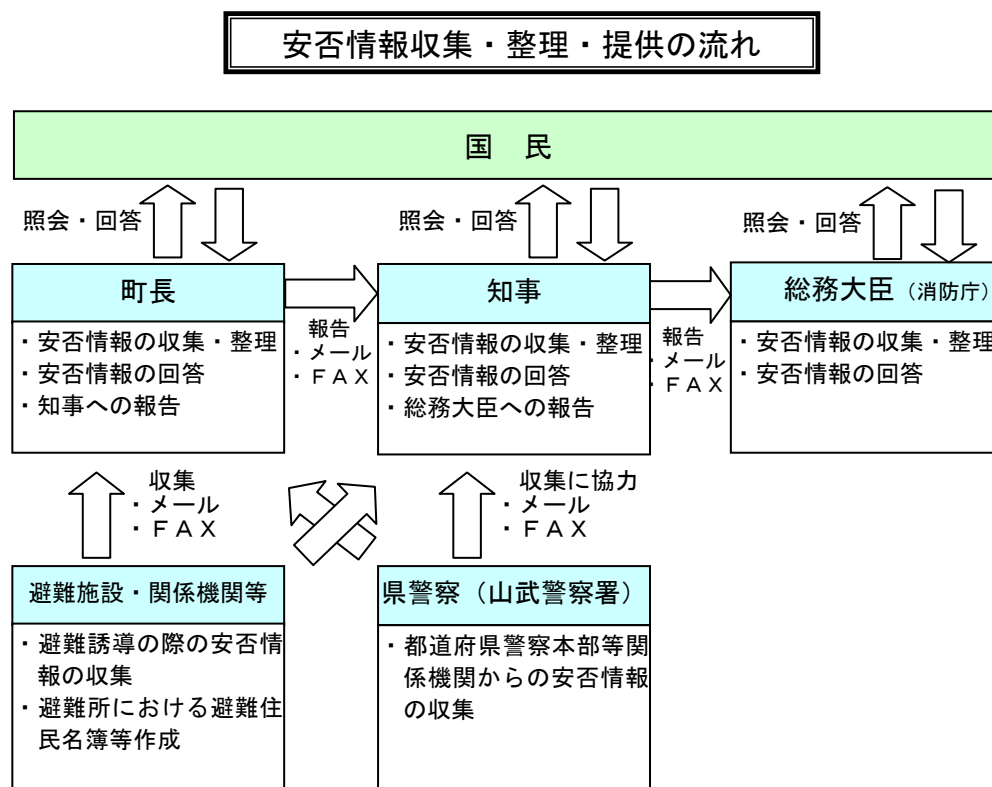 安否情報収集・整理・提供の流れ
国　民
照会・回答
照会・回答
照会・回答
町長
・安否情報の収集・整理
・安否情報の回答
・知事への報告
報告
・メール
・ＦＡＸ
知事
・安否情報の収集・整理
・安否情報の回答
・総務大臣への報告
報告
・メール
・ＦＡＸ
総務大臣（消防庁）
・安否情報の収集・整理
・安否情報の回答
収集
・メール
・ＦＡＸ
収集に協力
・メール
・ＦＡＸ
避難施設・関係機関等
・避難誘導の際の安否情
報の収集
・避難所における避難住
民名簿等作成
県警察（山武警察署）
・都道府県警察本部等関
係機関からの安否情報
の収集